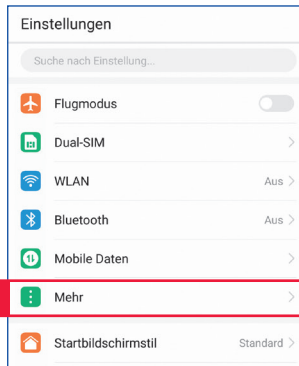 Einstellungen
Suche nach Einstellung...
Flugmodus
Dual-SIM
WLAN Aus
Bluetooth Aus
Mobile Daten
Mehr
Startbildschirmstil Standard